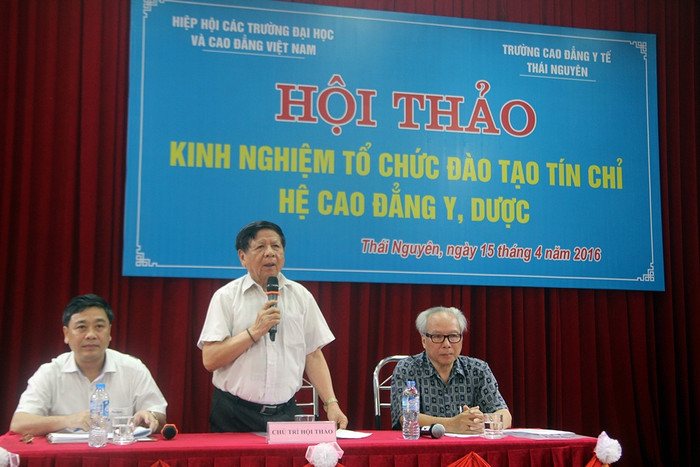 HIỆP HỘI CÁC TRƯỜNG ĐẠI HỌC
VÀ CAO ĐẲNG VIỆT NAM
TRƯỜNG CAO ĐẲNG Y TẾ
THÁI NGUYÊN
HỘI THẢO
KINH NGHIỆM TỔ CHỨC ĐÀO TẠO TÍN CHỈ
HỆ CAO ĐẲNG Y, DƯỢC
Thái Nguyên, ngày 15 tháng 4 năm 2016
CHỦ TRÌ HỘI THẢO